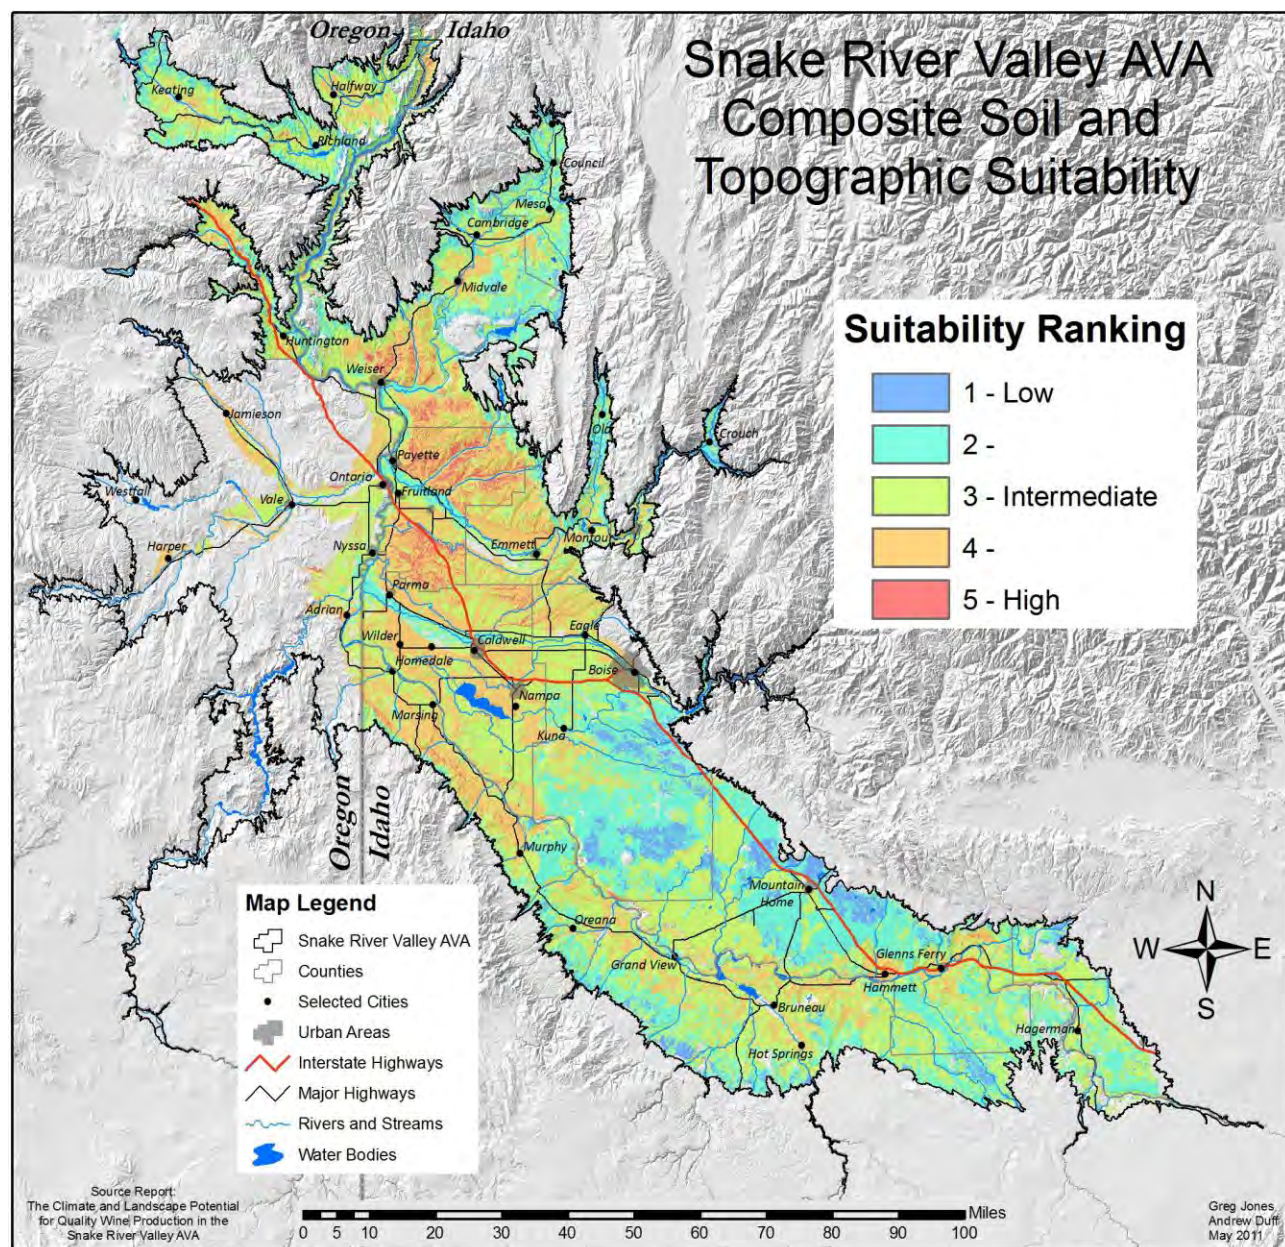 Oregon Idaho
Snake River Valley AVA
Composite Soil and
Topographic Suitability
Keating
Halfway
Richland
Council
Mesa
Cambridge
Midvale
Huntington
Weiser
Suitability Ranking
1 - Low
2 -
3 - Intermediate
4 -
5 - High
Jamieson
Ola
Crouch
Payette
Ontario
Fruitland
Westfall
Vale
Harper
Nyssa
Emmett
Montour
Parma
Adrian
Wilder
Caldwell
Eagle
Homedale
Boise
Marsing
Nampa
Kuna
Oregon
Idaho
Murphy
Mountain
Home
Oreana
Grand View
Glenns Ferry
Hammett
Bruneau
Hot Springs
Hagerman
N
W E
S
Map Legend
Snake River Valley AVA
Counties
Selected Cities
Urban Areas
Interstate Highways
Major Highways
Rivers and Streams
Water Bodies
Source Report:
The Climate and Landscape Potential
for Quality Wine Production in the
Snake River Valley AVA
Miles
0 5 10 20 30 40 50 60 70 80 90 100
Greg Jones
Andrew Duff
May 2011